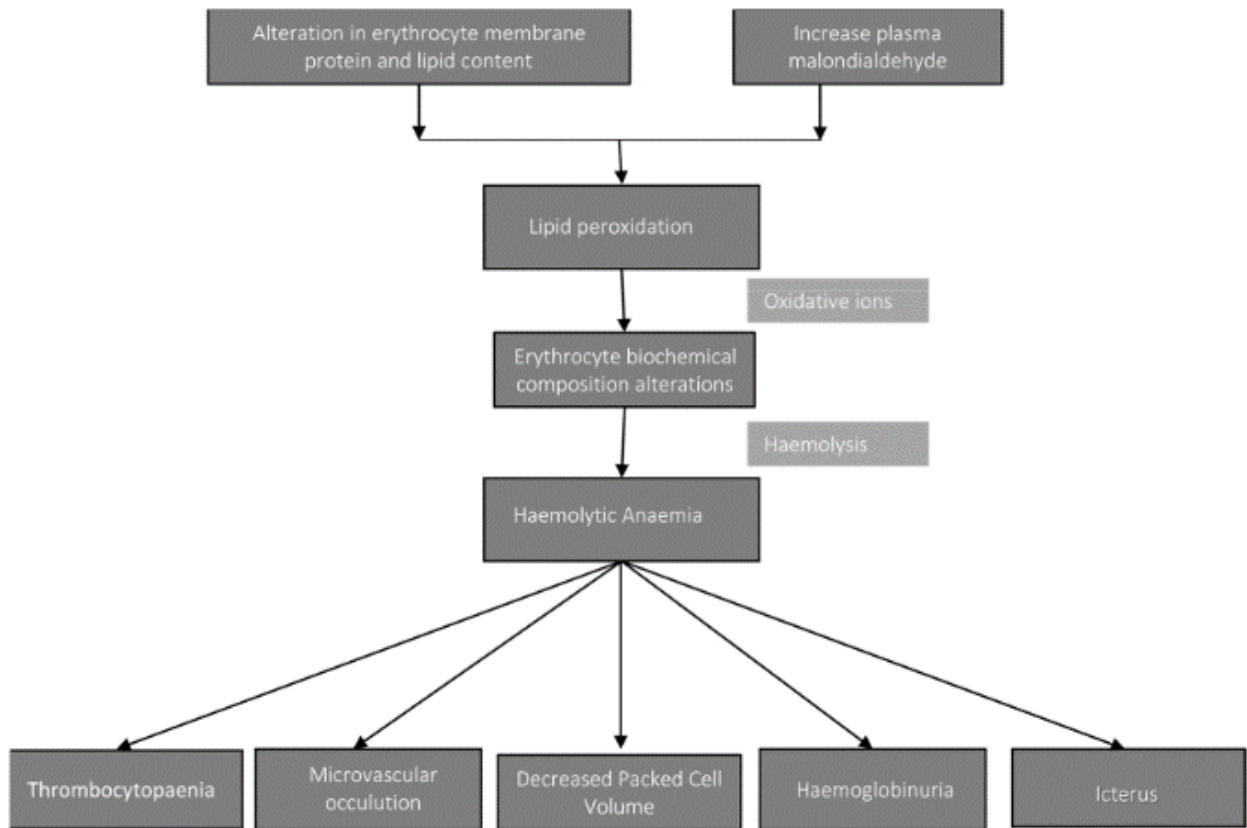 Alteration in erythrocyte membrane
protein and lipid content
Increase plasma
malondialdehyde
Lipid peroxidation
Oxidative ions
Erythrocyte biochemical
composition alterations
Haemolysis
Haemolytic Anaemia
Thrombocytopaenia
Microvascular
occulution
Decreased Packed Cell
Volume
Haemoglobinuria
Icterus